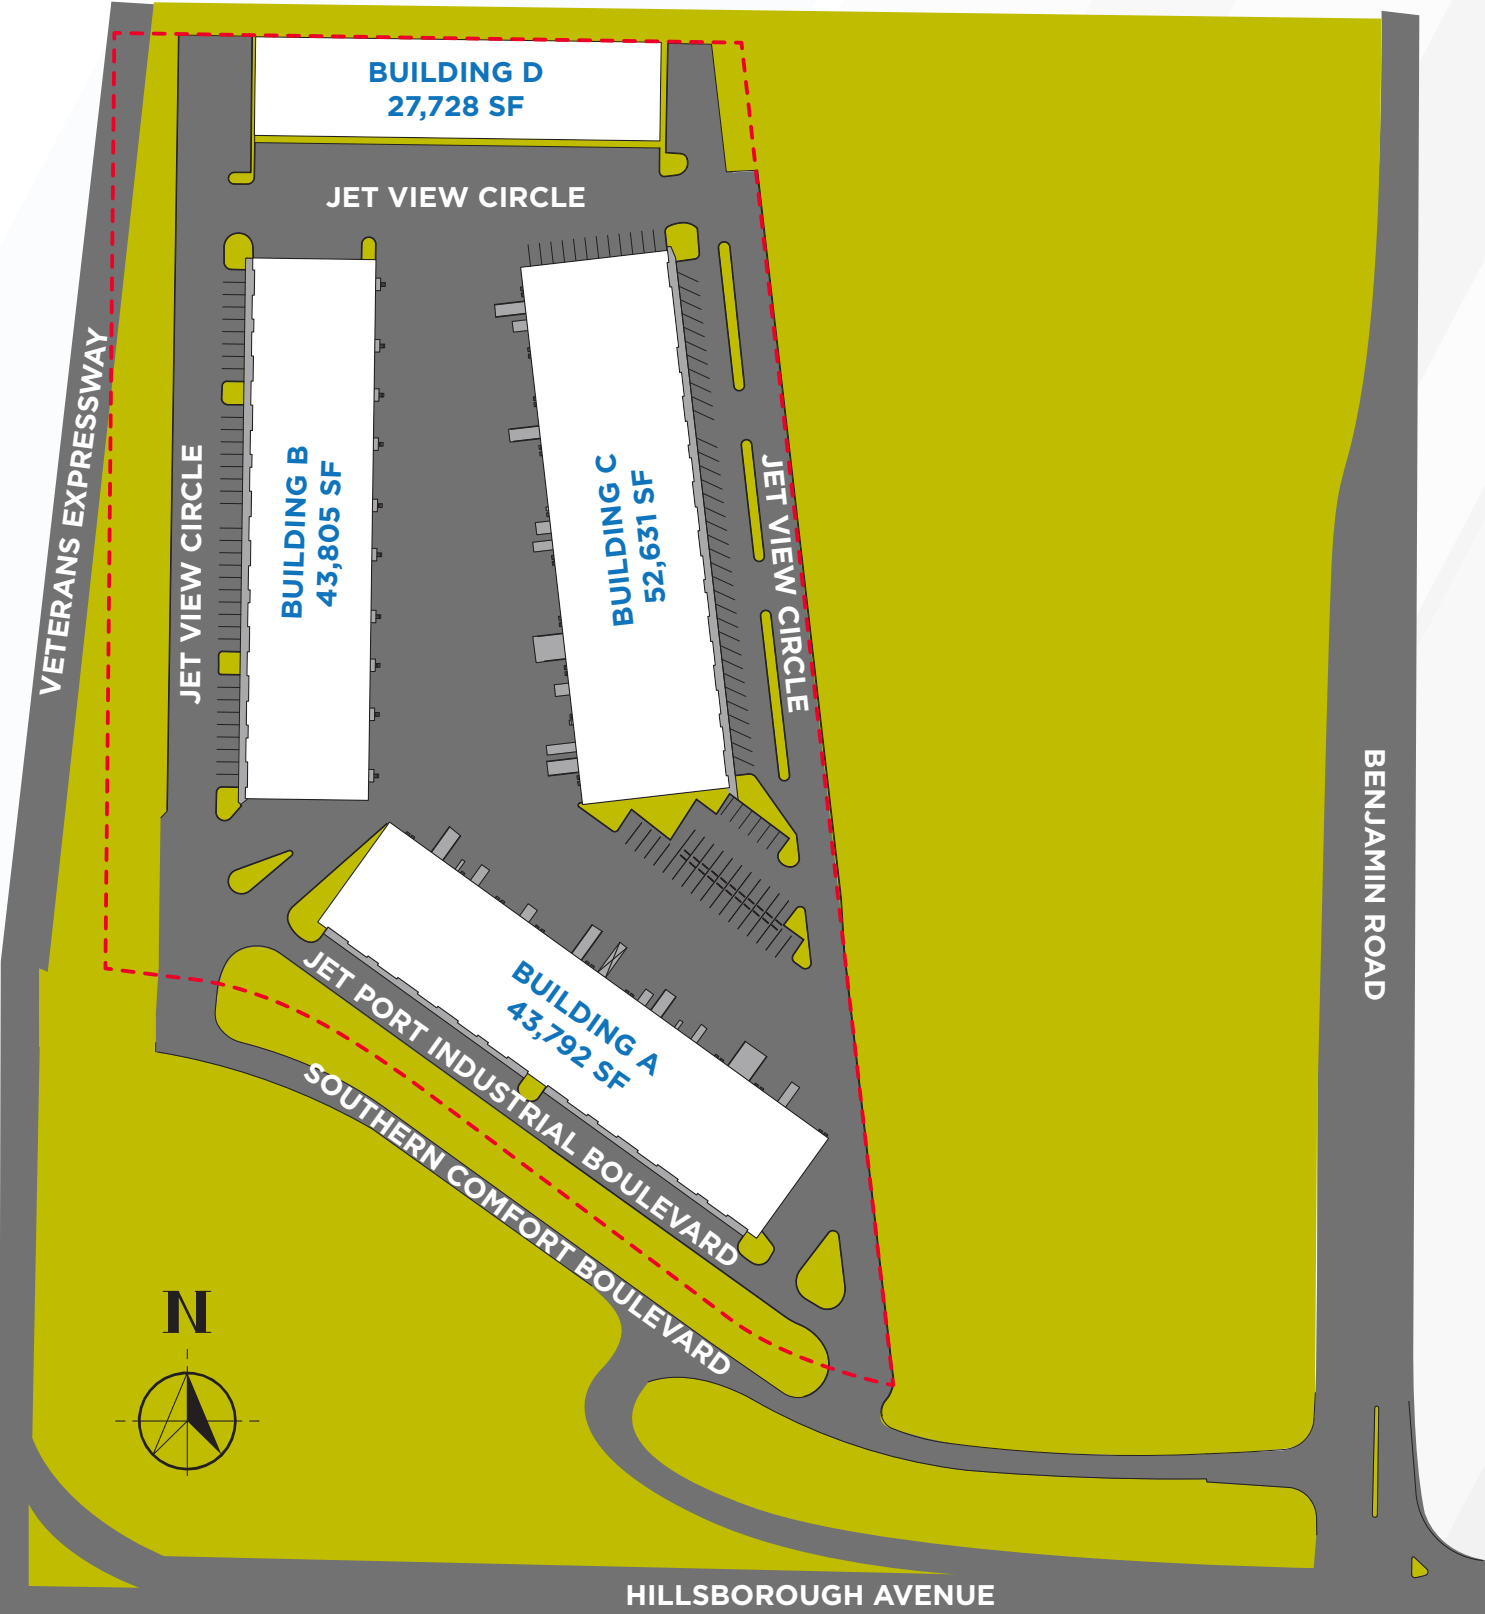 BUILDING D
27,728 SF
JET VIEW CIRCLE
VETERANS EXPRESSWAY
JET VIEW CIRCLE
BUILDING B
43,805 SF
BUILDING C
52,631 SF
JET VIEW CIRCLE
BENJAMIN ROAD
BUILDING A
43,792 SF
JET PORT INDUSTRIAL BOULEVARD
SOUTHERN COMFORT BOULEVARD
N
HILLSBOROUGH AVENUE